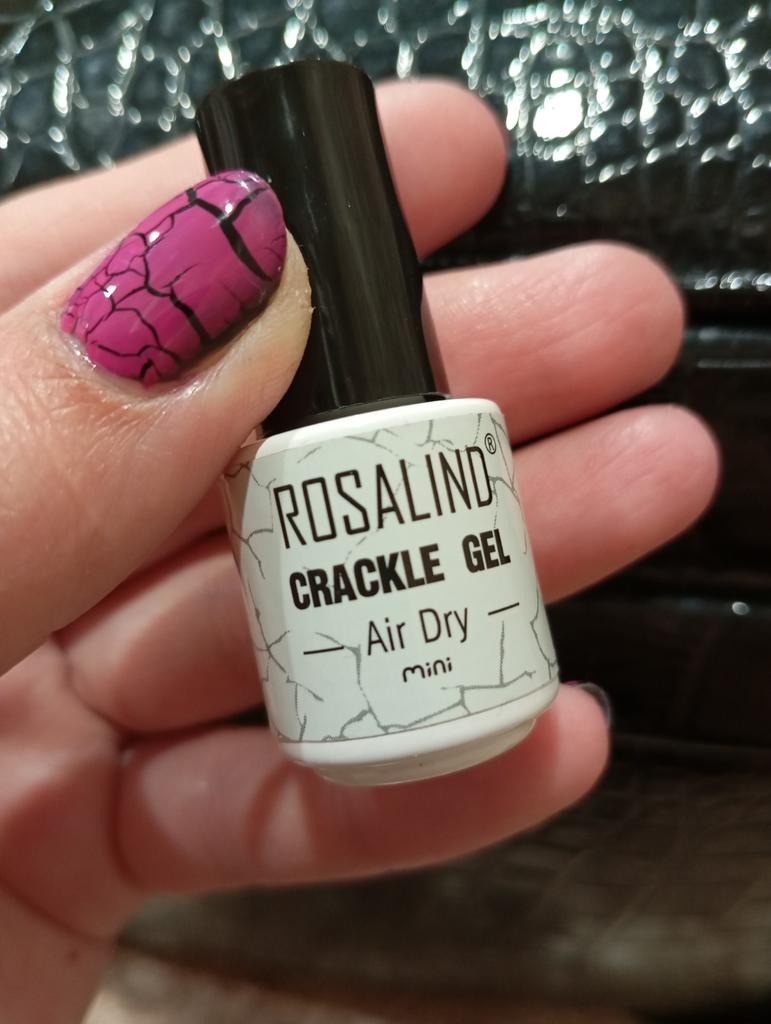 ROSALIND®
CRACKLE GEL
— Air Dry —
mini